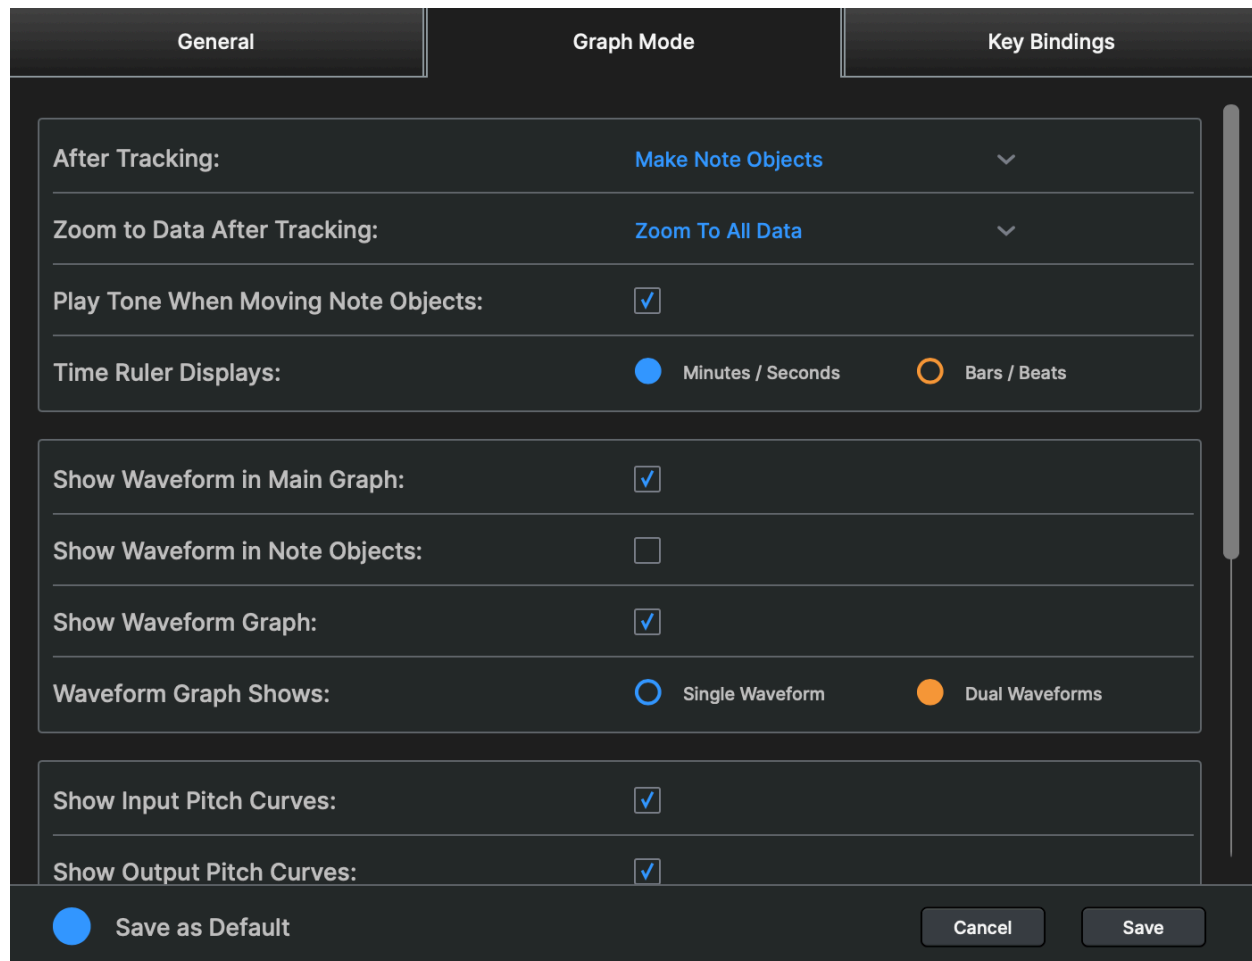 General
Graph Mode
Key Bindings
After Tracking:
Make Note Objects
Zoom to Data After Tracking:
Zoom To All Data
Play Tone When Moving Note Objects:
Time Ruler Displays:
Minutes / Seconds
Bars / Beats
Show Waveform in Main Graph:
Show Waveform in Note Objects:
Show Waveform Graph:
Waveform Graph Shows:
Single Waveform
Dual Waveforms
Show Input Pitch Curves:
Show Output Pitch Curves:
Save as Default
Cancel
Save